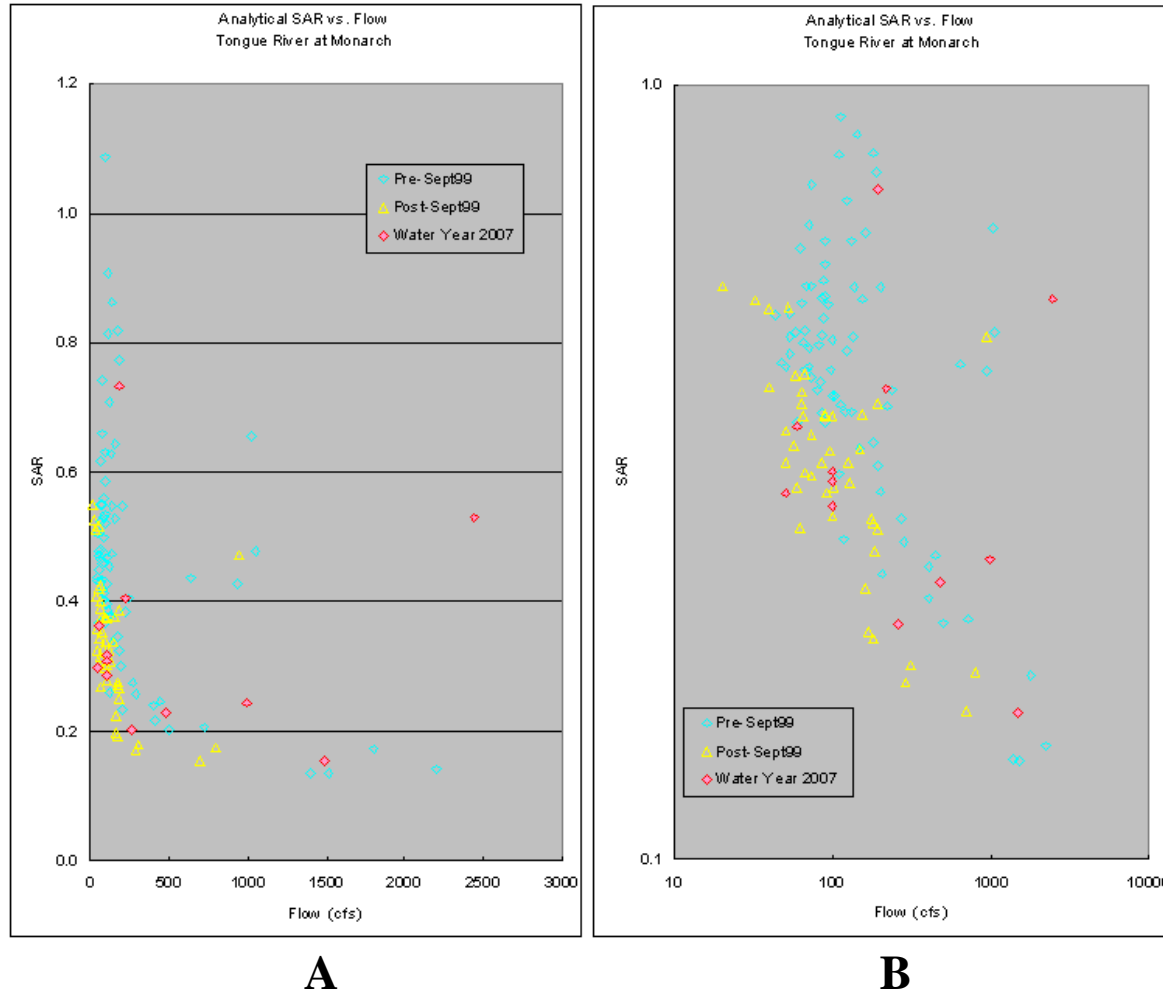 Analytical SAR vs. Flow
Tongue River at Monarch
1.2
1.0
0.8
0.6
0.4
0.2
0.0
SAR
Pre-Sept99
Post-Sept99
Water Year 2007
0
500
1000
1500
2000
2500
3000
Flow (cfs)
A
Analytical SAR vs. Flow
Tongue River at Monarch
1.0
0.1
SAR
Pre-Sept99
Post-Sept99
Water Year 2007
10
100
1000
10000
Flow (cfs)
B